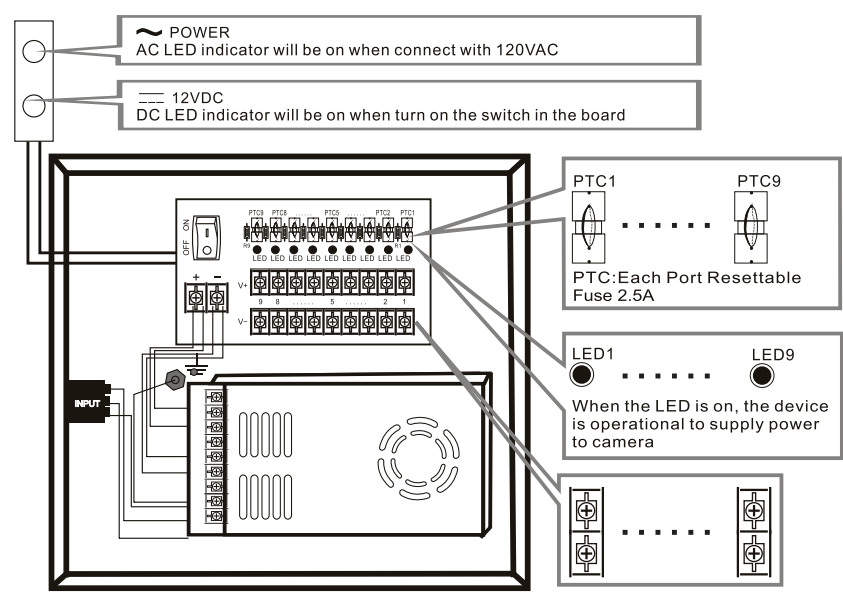 ~ POWER
AC LED indicator will be on when connect with 120VAC
12VDC
DC LED indicator will be on when turn on the switch in the board
PTC1 PTC9
PTC:Each Port Resettable
Fuse 2.5A
PTC9 PTC8 ...... PTC5 ...... PTC2 PTC1
ON
OFF
R9 R1
LED LED LED LED LED LED LED LED LED
+ −
V+
9 8 ...... 5 ...... 2 1
V−
LED1 LED9
When the LED is on, the device
is operational to supply power
to camera
INPUT